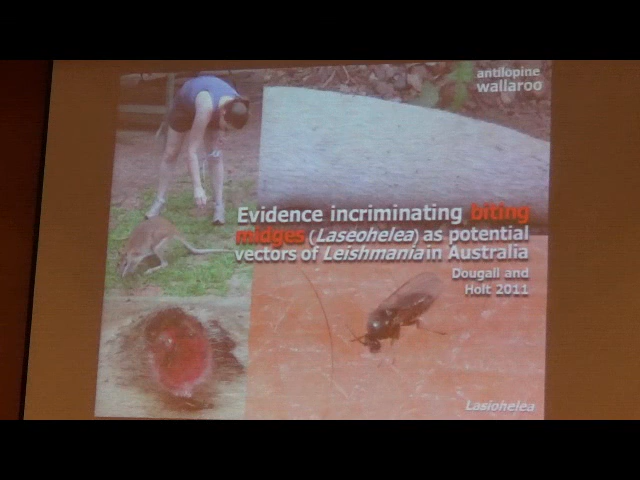 antilopine
wallaroo
Evidence incriminating biting
midges (Laseohelea) as potential
vectors of Leishmania in Australia
Dougall and
Holt 2011
Lasiohelea